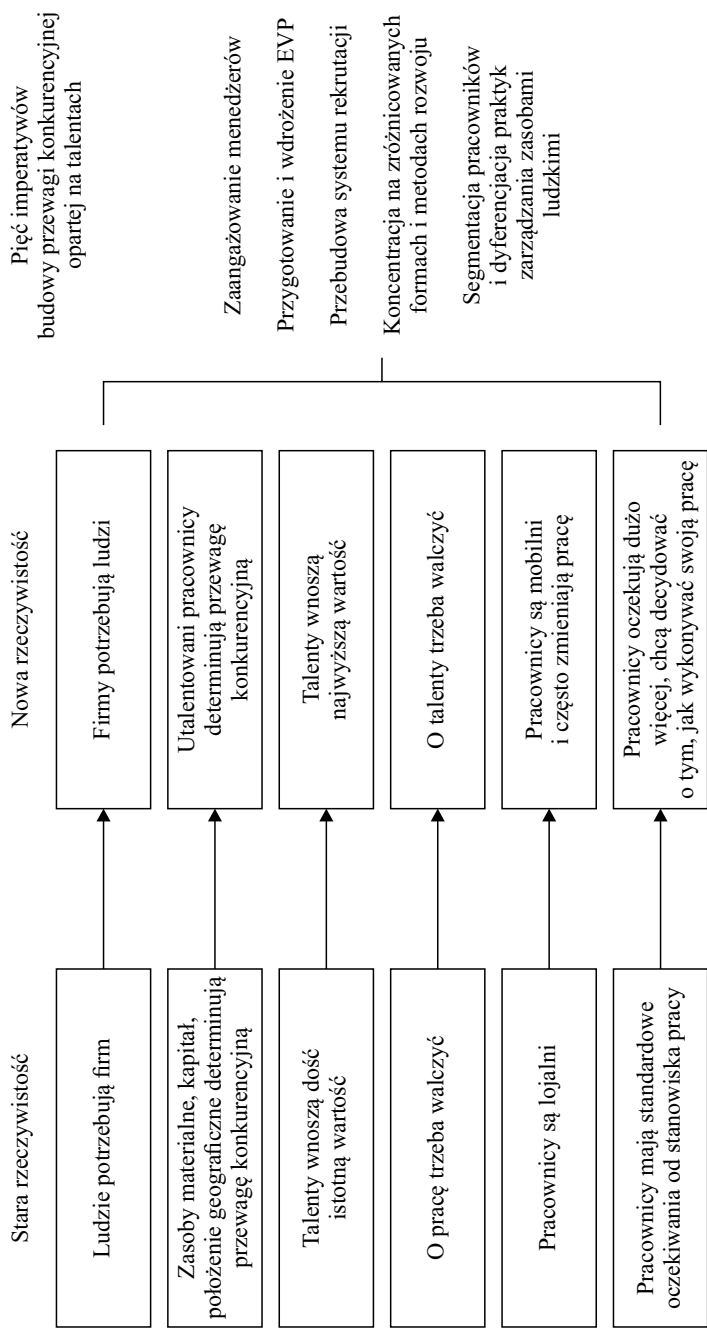 Stara rzeczywistość
Ludzie potrzebują firm
Zasoby materialne, kapitał,
położenie geograficzne determinują
przewagę konkurencyjną
Talenty wnoszą dość
istotną wartość
O pracę trzeba walczyć
Pracownicy są lojalni
Pracownicy mają standardowe
oczekiwania od stanowiska pracy
Nowa rzeczywistość
Firmy potrzebują ludzi
Utalentowani pracownicy
determinują przewagę
konkurencyjną
Talenty wnoszą
najwyższą wartość
O talenty trzeba walczyć
Pracownicy są mobilni
i często zmieniają pracę
Pracownicy oczekują dużo
więcej, chcą decydować
o tym, jak wykonywać swoją pracę
Pięć imperatywów
budowy przewagi konkurencyjnej
opartej na talentach
Zaangażowanie menedżerów
Przygotowanie i wdrożenie EVP
Przebudowa systemu rekrutacji
Koncentracja na zróżnicowanych
formach i metodach rozwoju
Segmentacja pracowników
i dyferencjacja praktyk
zarządzania zasobami
ludzkimi